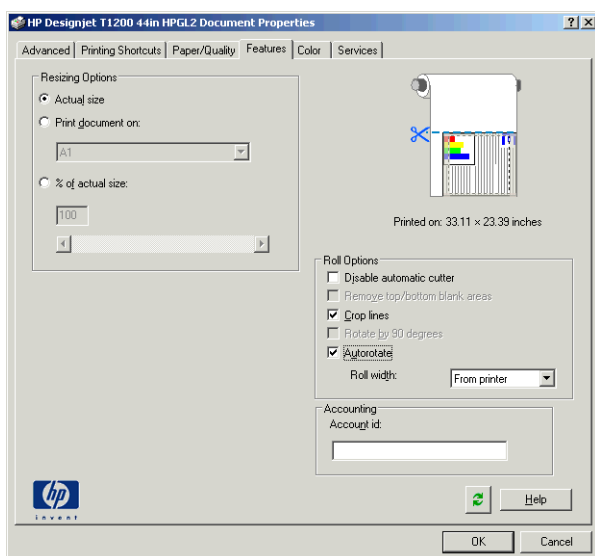 HP Designjet T1200 44in HPGL2 Document Properties
Advanced Printing Shortcuts Paper/Quality Features Color Services
Resizing Options
Actual size
Print document on:
A1
% of actual size:
100
Printed on: 33.11 × 23.39 inches
Roll Options
Disable automatic cutter
Remove top/bottom blank areas
Crop lines
Rotate by 90 degrees
Autorotate
Roll width: From printer
Accounting
Account id:
hp
invent
Help
OK Cancel